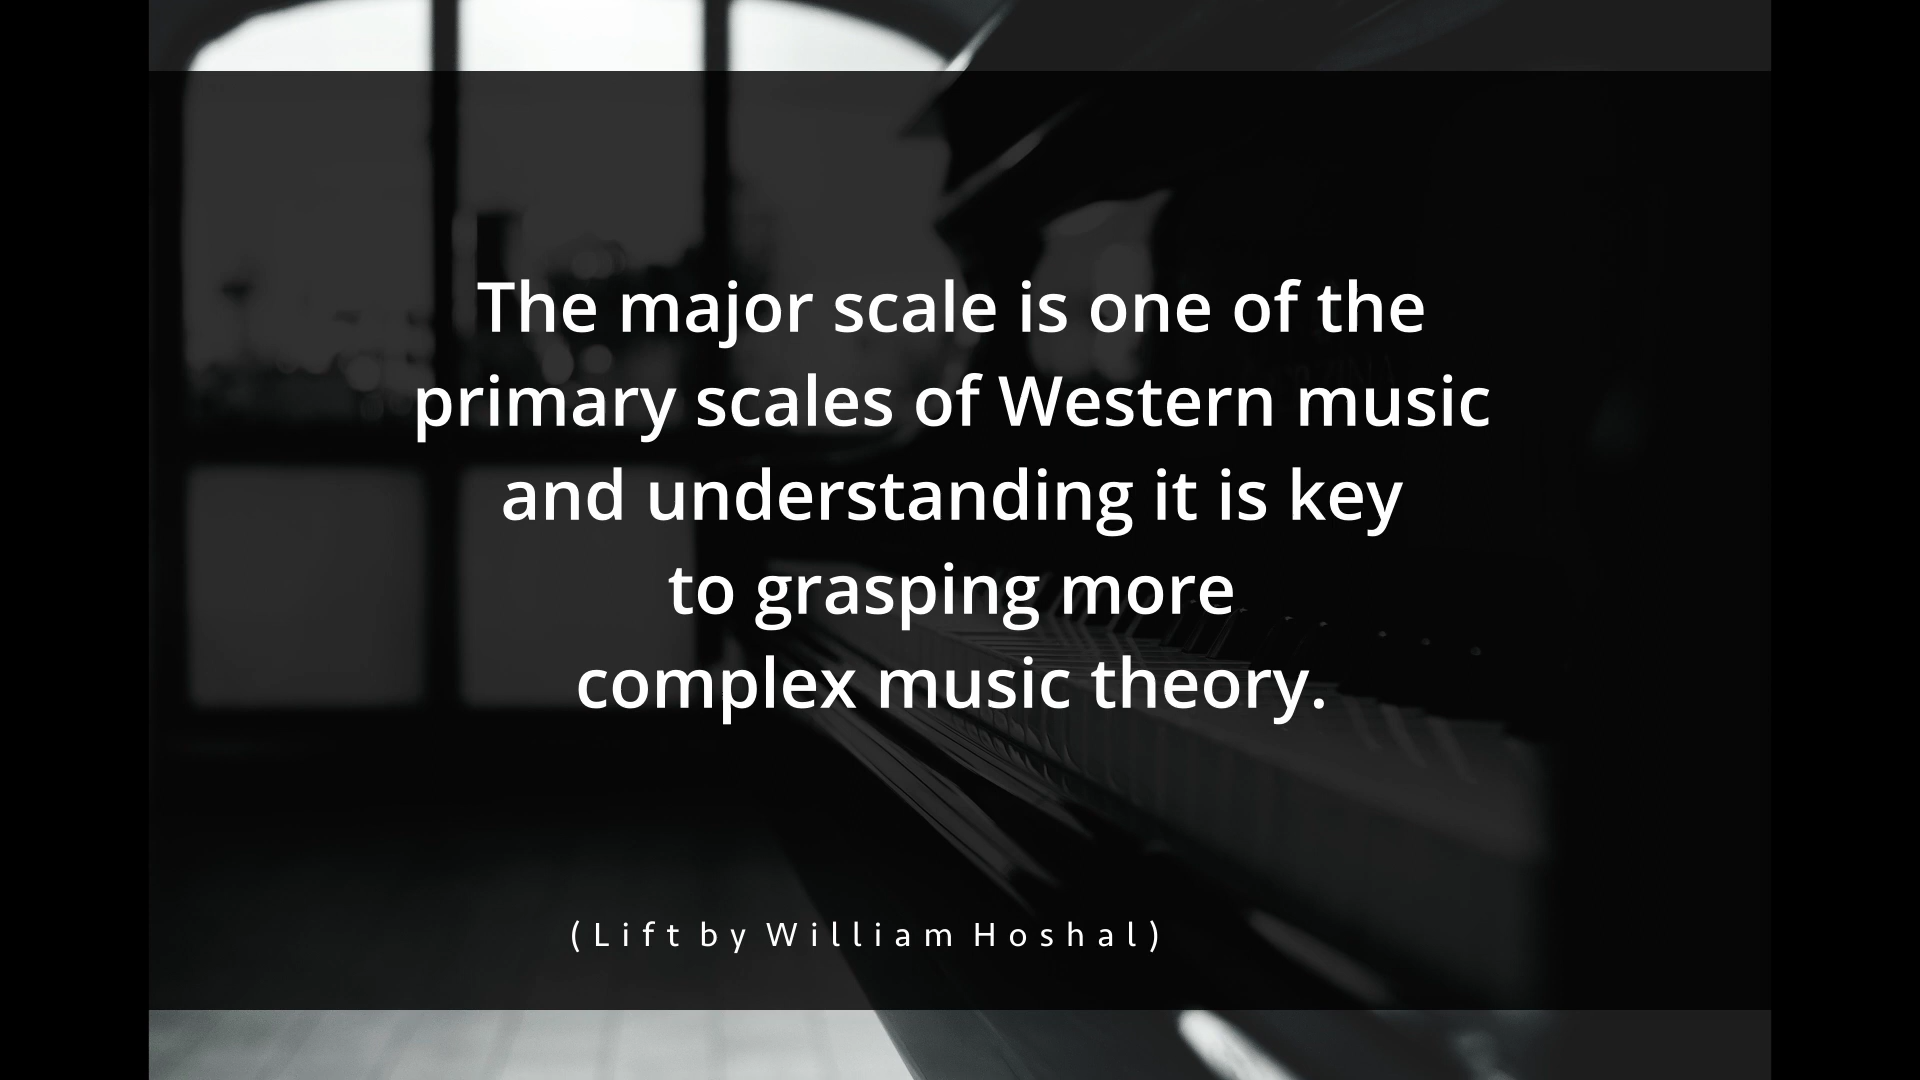 The major scale is one of the
primary scales of Western music
and understanding it is key
to grasping more
complex music theory.
(Lift by William Hoshal)